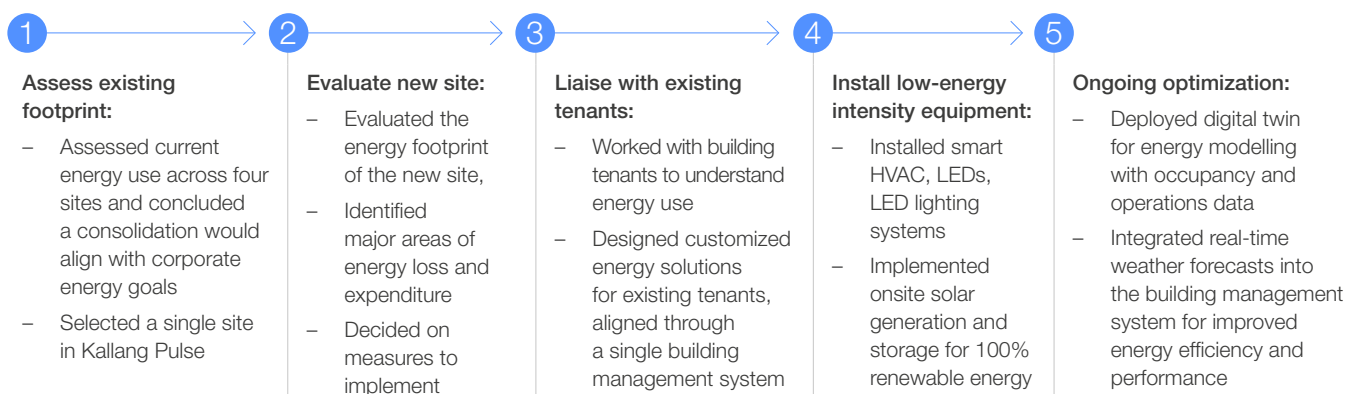 1
2
3
4
5
Assess existing
footprint:
– Assessed current
energy use across four
sites and concluded
a consolidation would
align with corporate
energy goals
– Selected a single site
in Kallang Pulse
Evaluate new site:
– Evaluated the
energy footprint
of the new site,
– Identified
major areas of
energy loss and
expenditure
– Decided on
measures to
implement
Liaise with existing
tenants:
– Worked with building
tenants to understand
energy use
– Designed customized
energy solutions
for existing tenants,
aligned through
a single building
management system
Install low-energy
intensity equipment:
– Installed smart
HVAC, LEDs,
LED lighting
systems
– Implemented
onsite solar
generation and
storage for 100%
renewable energy
Ongoing optimization:
– Deployed digital twin
for energy modelling
with occupancy and
operations data
– Integrated real-time
weather forecasts into
the building management
system for improved
energy efficiency and
performance